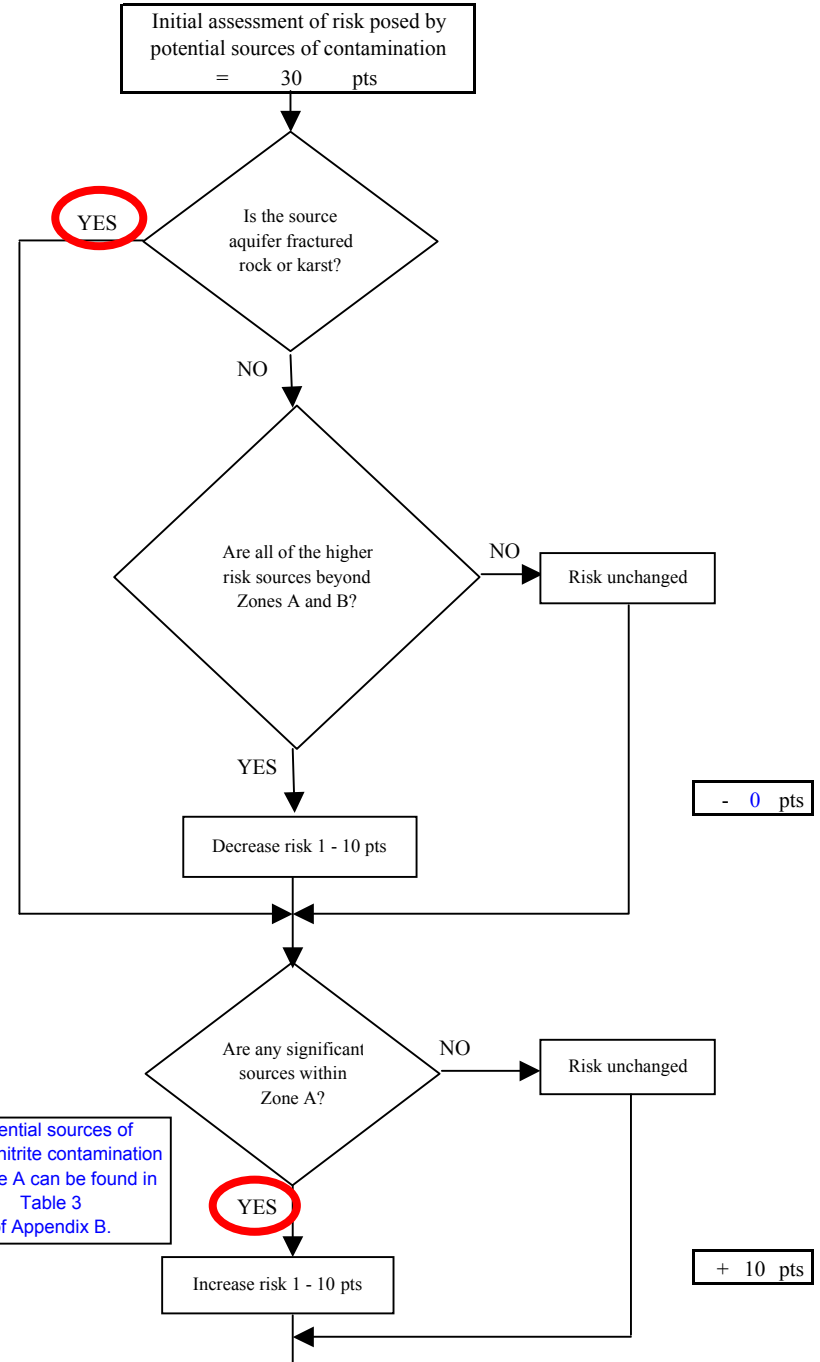 Initial assessment of risk posed by
potential sources of contamination
= 30 pts
YES
Is the source
aquifer fractured
rock or karst?
NO
Are all of the higher
risk sources beyond
Zones A and B?
NO
Risk unchanged
YES
- 0 pts
Decrease risk 1 - 10 pts
Are any significant
sources within
Zone A?
NO
Risk unchanged
sources of
nitrite contamination
A can be found in
Table 3
Appendix B.
YES
+ 10 pts
Increase risk 1 - 10 pts